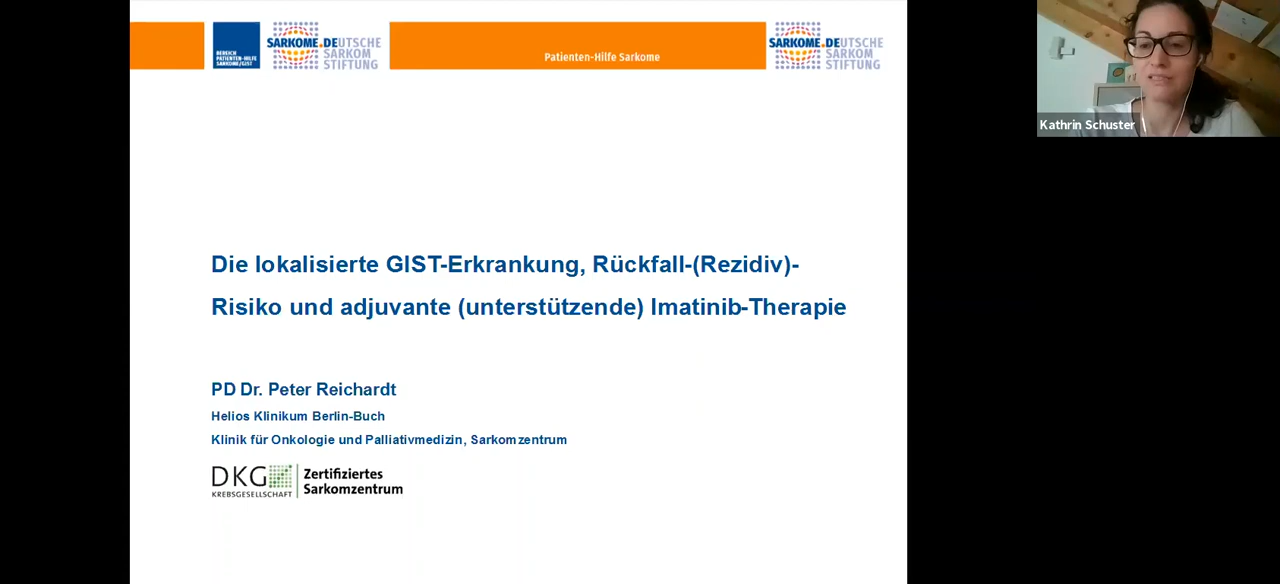 BEREICH
PATIENTEN-HILFE
SARKOME/GIST
SARKOME.DEUTSCHE
SARKOM
STIFTUNG
Patienten-Hilfe Sarkome
SARKOME.DEUTSCHE
SARKOM
STIFTUNG
Kathrin Schuster
Die lokalisierte GIST-Erkrankung, Rückfall-(Rezidiv)-
Risiko und adjuvante (unterstützende) Imatinib-Therapie
PD Dr. Peter Reichardt
Helios Klinikum Berlin-Buch
Klinik für Onkologie und Palliativmedizin, Sarkomzentrum
DKG
KREBSGESELLSCHAFT
Zertifiziertes
Sarkomzentrum